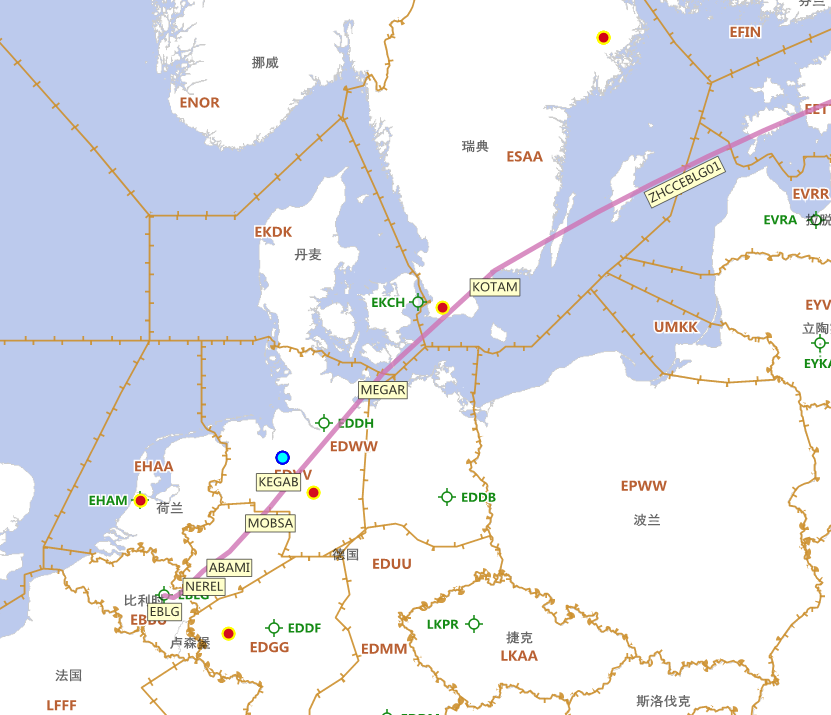 芬兰
EFIN
挪威
ENOR
EET
瑞典
ESAA
ZHCCEBLG01
EVRR
EVRA
EKDK
丹麦
KOTAM
EKCH
EYV
UMKK
立陶
EYKA
MEGAR
EDDH
EDWW
EHAA
EDVV
KEGAB
EPWW
EHAM
荷兰
EDDB
MOBSA
波兰
德国
EDUU
ABAMI
NEREL
EBLG
比利时
EBLG
EBBU
EDDF
LKPR
捷克
卢森堡
EDGG
EDMM
LKAA
法国
斯洛伐克
LFFF